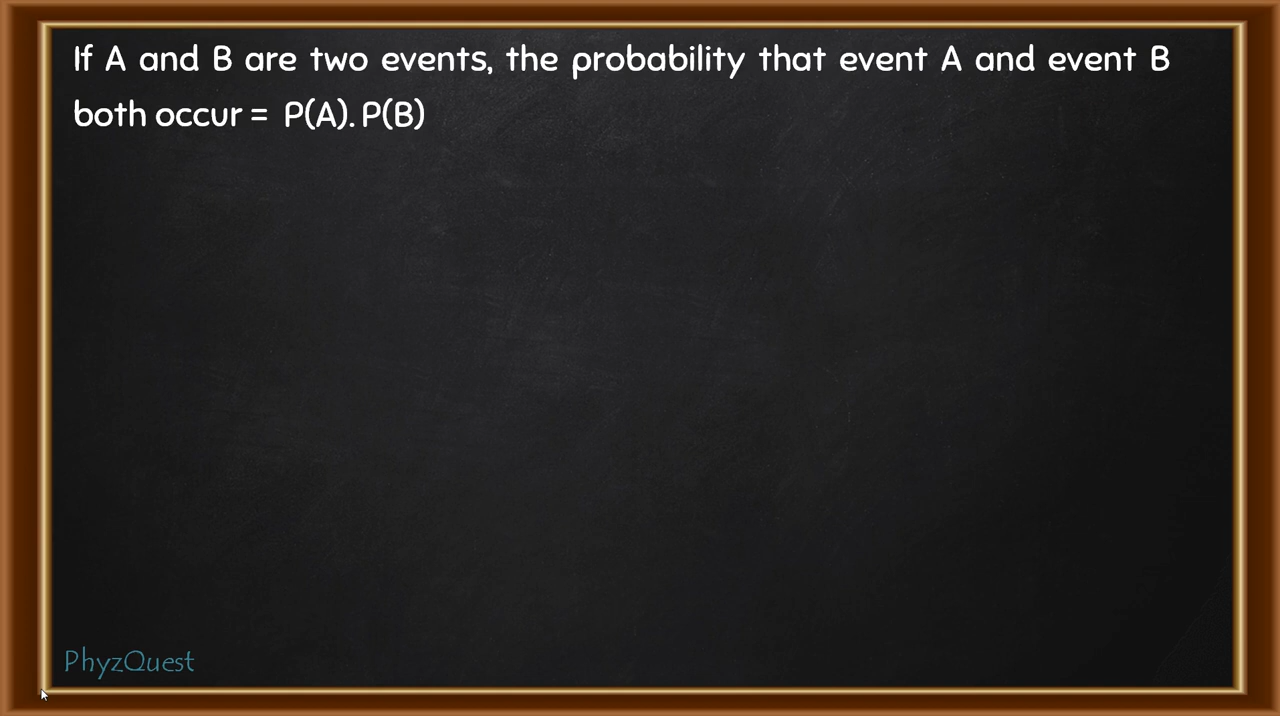 If A and B are two events, the probability that event A and event B
both occur = P(A). P(B)
PhyzQuest